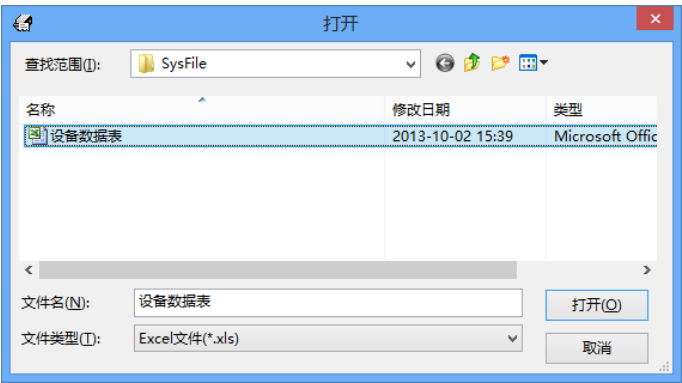 打开
查找范围(I): SysFile
名称 修改日期 类型
设备数据表 2013-10-02 15:39 Microsoft Offic
文件名(N): 设备数据表 打开(O)
文件类型(T): Excel文件(*.xls)
取消